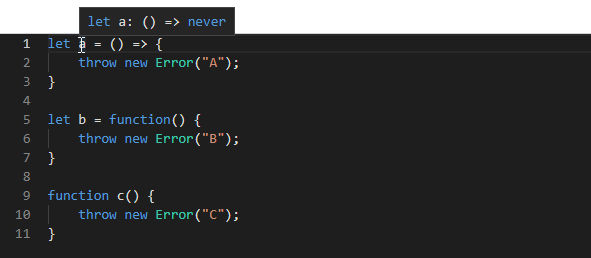 let a: () => never
1 let a = () => {
2     throw new Error("A");
3 }
4
5 let b = function() {
6     throw new Error("B");
7 }
8
9 function c() {
10     throw new Error("C");
11 }